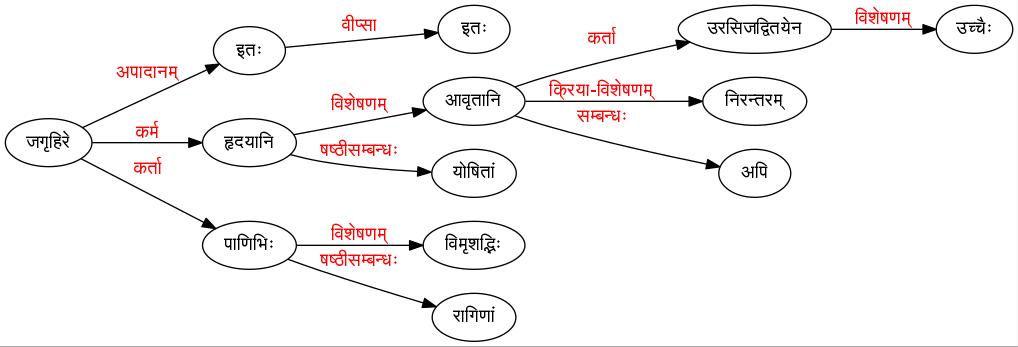 उरसिजद्वितयेन विशेषणम् उच्चैः
इतः वीप्सा इतः
कर्ता
अपादानम्
विशेषणम् आवृतानि क्रिया-विशेषणम् निरन्तरम्
सम्बन्धः
जगृहिरे कर्म हृदयानि
षष्ठीसम्बन्धः योषितां अपि
कर्ता
पाणिभिः विशेषणम् विमृशद्भिः
षष्ठीसम्बन्धः
रागिणां